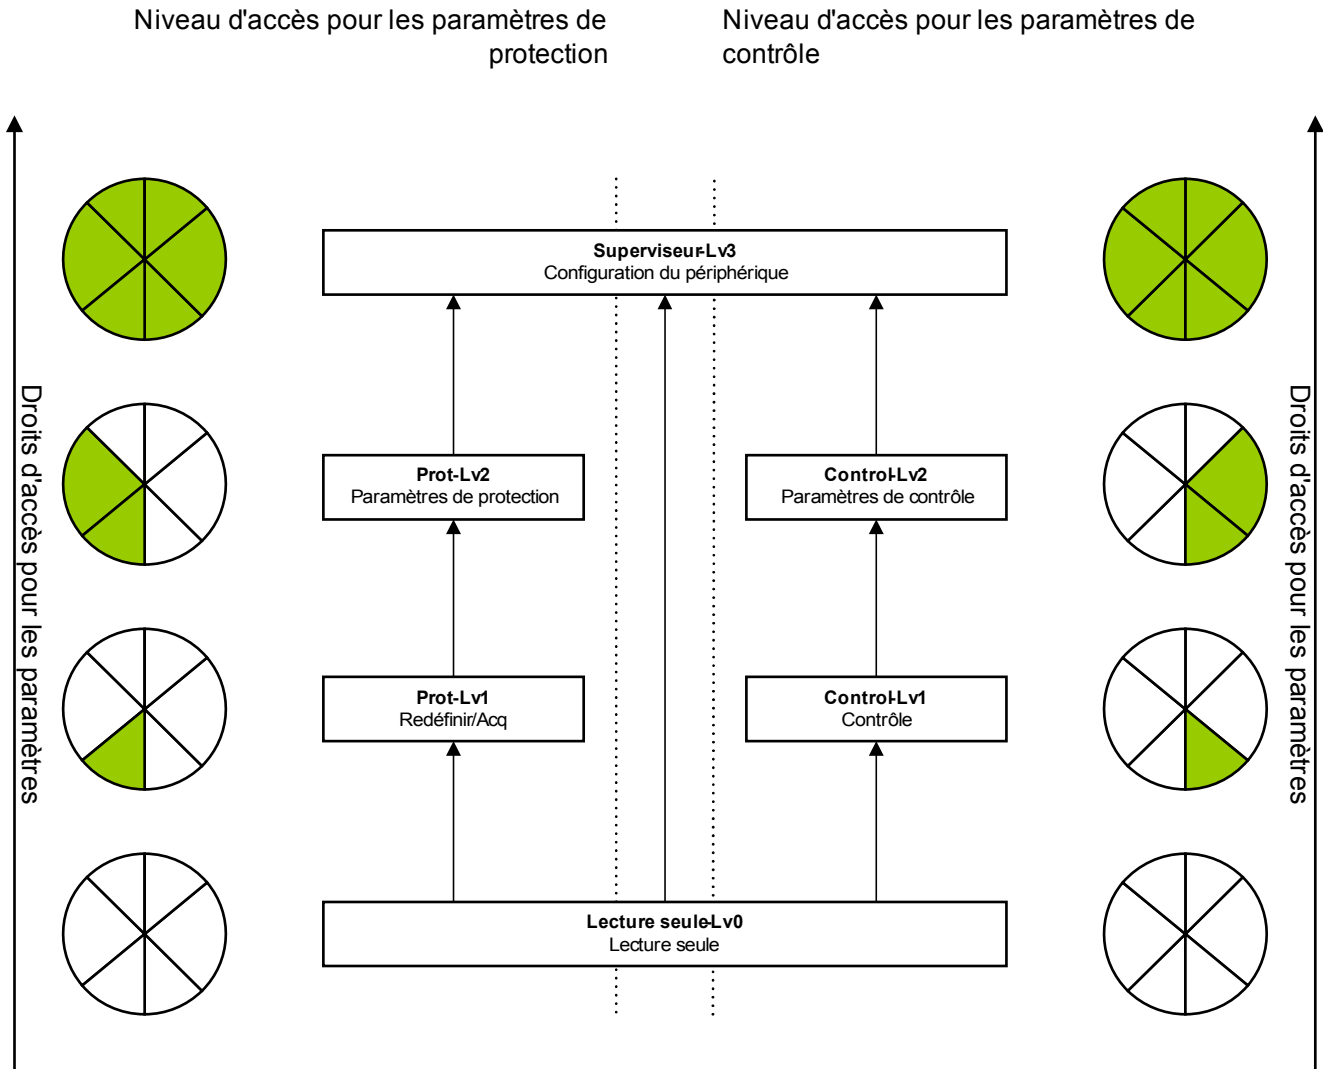 Niveau d'accès pour les paramètres de
protection
Niveau d'accès pour les paramètres de
contrôle
Droits d'accès pour les paramètres
Superviseur-Lv3
Configuration du périphérique
Prot-Lv2
Paramètres de protection
Control-Lv2
Paramètres de contrôle
Prot-Lv1
Redéfinir/Acq
Control-Lv1
Contrôle
Lecture seule-Lv0
Lecture seule
Droits d'accès pour les paramètres